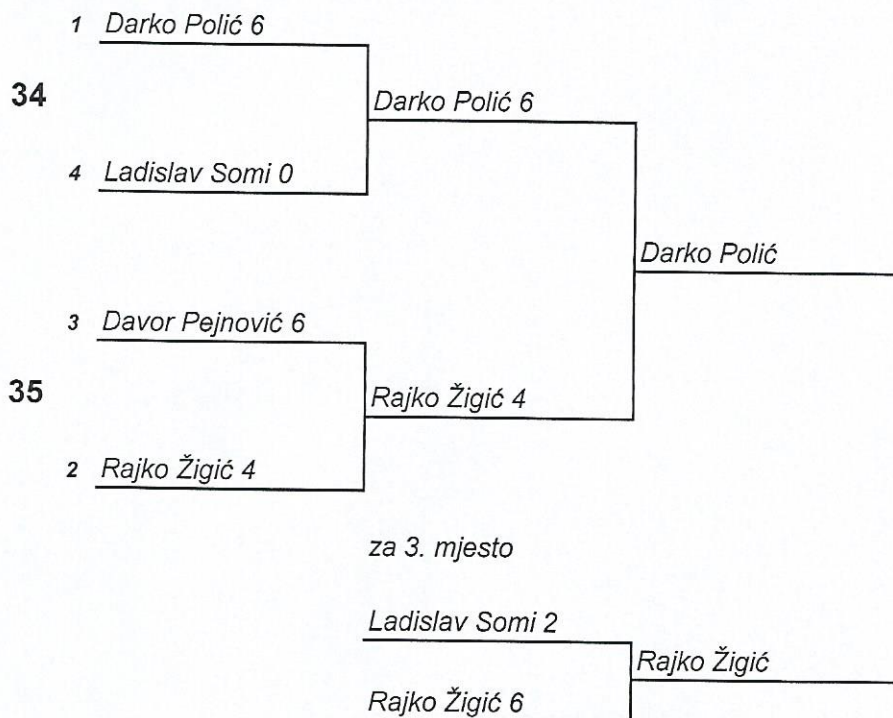 1 Darko Polić 6
34
Darko Polić 6
4 Ladislav Somi 0
Darko Polić
3 Davor Pejnović 6
35
Rajko Žigić 4
2 Rajko Žigić 4
za 3. mjesto
Ladislav Somi 2
Rajko Žigić
Rajko Žigić 6